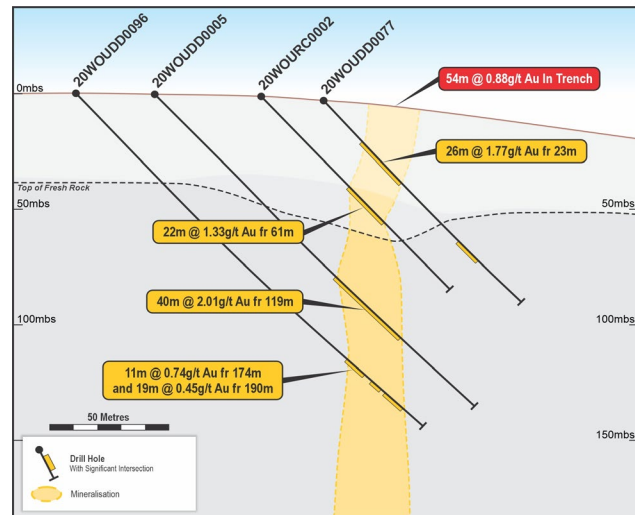 20WOUDD0096
20WOUDD0005
20WOURC0002
20WOUDD0077
54m @ 0.88g/t Au In Trench
0mbs
26m @ 1.77g/t Au fr 23m
Top of Fresh Rock
50mbs
50mbs
22m @ 1.33g/t Au fr 61m
40m @ 2.01g/t Au fr 119m
100mbs
100mbs
11m @ 0.74g/t Au fr 174m
and 19m @ 0.45g/t Au fr 190m
50 Metres
150mbs
Drill Hole
With Significant Intersection
Mineralisation